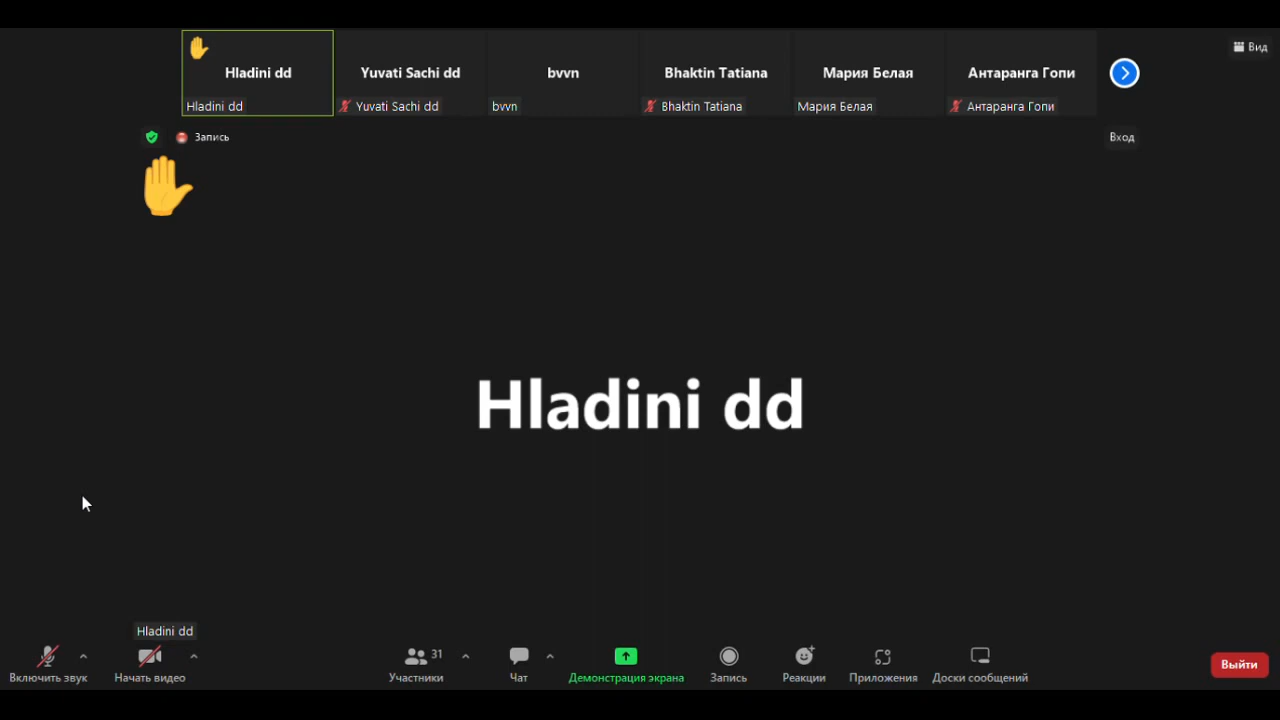 Вид
Hladini dd
Yuvati Sachi dd
bvvn
Bhaktin Tatiana
Мария Белая
Антаранга Гопи
Hladini dd
Yuvati Sachi dd
bvvn
Bhaktin Tatiana
Мария Белая
Антаранга Гопи
Запись
Вход
Hladini dd
Hladini dd
31
Включить звук
Начать видео
Участники
Чат
Демонстрация экрана
Запись
Реакции
Приложения
Доски сообщений
Выйти